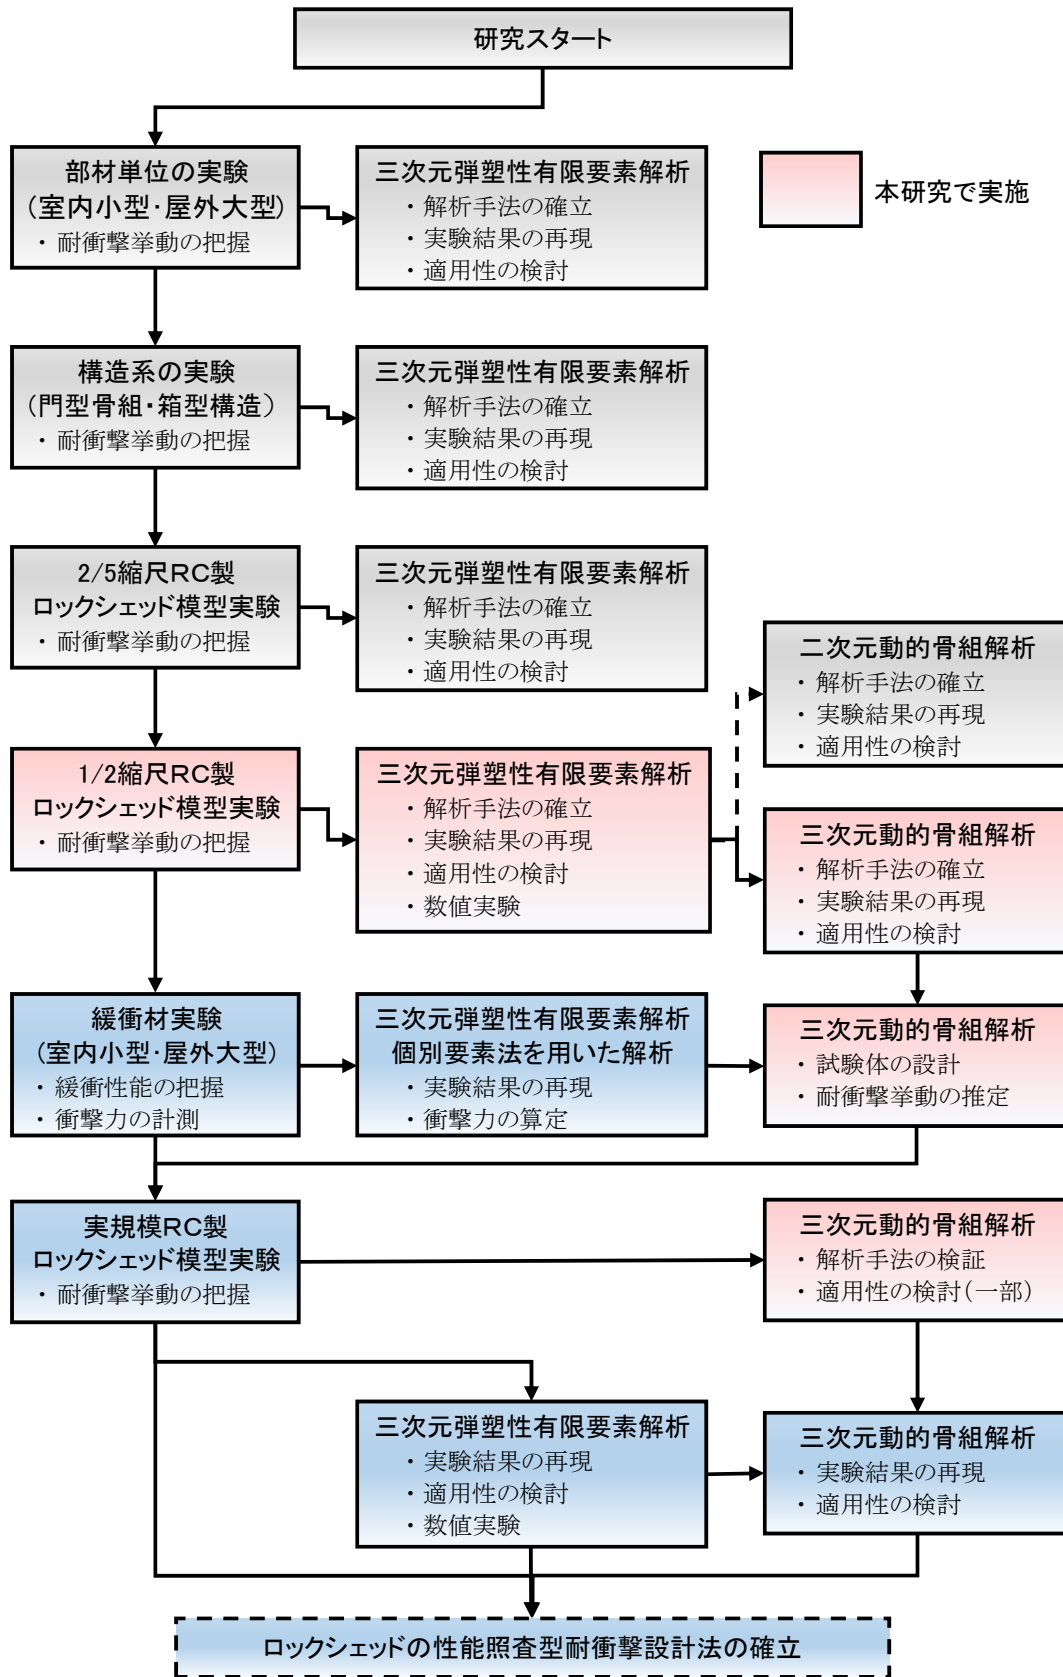 研究スタート
部材単位の実験
(室内小型・屋外大型)
・耐衝撃挙動の把握
三次元弾塑性有限要素解析
・解析手法の確立
・実験結果の再現
・適用性の検討
本研究で実施
構造系の実験
(門型骨組・箱型構造)
・耐衝撃挙動の把握
三次元弾塑性有限要素解析
・解析手法の確立
・実験結果の再現
・適用性の検討
2/5縮尺RC製
ロックシェッド模型実験
・耐衝撃挙動の把握
三次元弾塑性有限要素解析
・解析手法の確立
・実験結果の再現
・適用性の検討
二次元動的骨組解析
・解析手法の確立
・実験結果の再現
・適用性の検討
1/2縮尺RC製
ロックシェッド模型実験
・耐衝撃挙動の把握
三次元弾塑性有限要素解析
・解析手法の確立
・実験結果の再現
・適用性の検討
・数値実験
三次元動的骨組解析
・解析手法の確立
・実験結果の再現
・適用性の検討
緩衝材実験
(室内小型・屋外大型)
・緩衝性能の把握
・衝撃力の計測
三次元弾塑性有限要素解析
個別要素法を用いた解析
・実験結果の再現
・衝撃力の算定
三次元動的骨組解析
・試験体の設計
・耐衝撃挙動の推定
実規模RC製
ロックシェッド模型実験
・耐衝撃挙動の把握
三次元動的骨組解析
・解析手法の検証
・適用性の検討(一部)
三次元弾塑性有限要素解析
・実験結果の再現
・適用性の検討
・数値実験
三次元動的骨組解析
・実験結果の再現
・適用性の検討
ロックシェッドの性能照査型耐衝撃設計法の確立